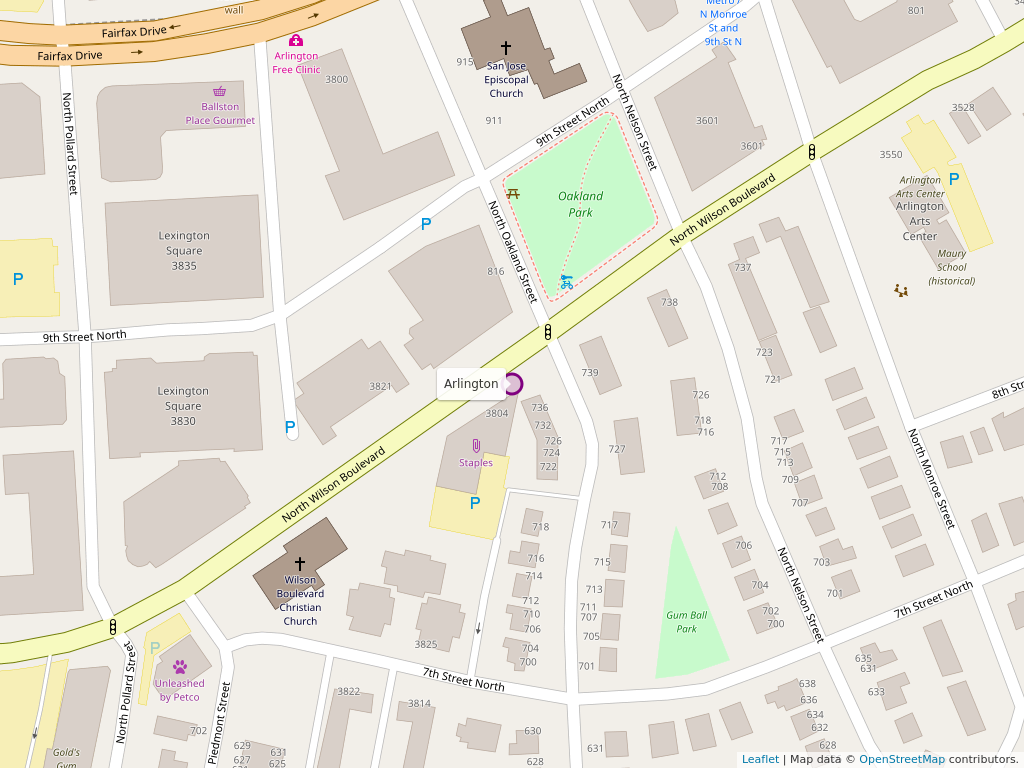 wall
Metro /
N Monroe
St and
9th St N
801
Fairfax Drive
Fairfax Drive
Arlington
Free Clinic
3800
915
San Jose
Episcopal
Church
Ballston
Place Gourmet
911
9th Street North
North Nelson Street
3601
3601
3528
3550
North Pollard Street
Arlington
Arts Center
P
Arlington
Arts
Center
Oakland
Park
P
North Oakland Street
North Wilson Boulevard
Lexington
Square
3835
P
816
737
Maury
School
(historical)
738
9th Street North
723
721
739
3821
Arlington
Lexington
Square
3830
P
3804
736
732
726
724
722
726
718
716
727
8th Str
Staples
717
715
713
709
707
North Monroe Street
North Wilson Boulevard
712
708
P
718
717
706
703
716
715
714
713
704
701
Wilson
Boulevard
Christian
Church
712
710
706
711
707
705
702
700
Gum Ball
Park
North Nelson Street
7th Street North
3825
704
700
701
P
North Pollard Street
Unleashed
by Petco
7th Street North
635
631
633
Piedmont Street
3822
3814
638
636
634
632
628
702
629
627
631
625
630
628
631
Gold's
Gym
Leaflet | Map data © OpenStreetMap contributors.